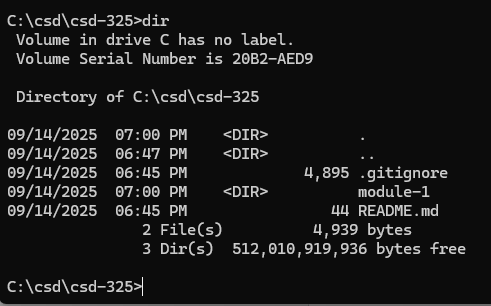 C:\csd\csd-325>dir
 Volume in drive C has no label.
 Volume Serial Number is 20B2-AED9

 Directory of C:\csd\csd-325

09/14/2025  07:00 PM    <DIR>          .
09/14/2025  06:47 PM    <DIR>          ..
09/14/2025  06:45 PM             4,895 .gitignore
09/14/2025  07:00 PM    <DIR>          module-1
09/14/2025  06:45 PM                44 README.md
               2 File(s)          4,939 bytes
               3 Dir(s)  512,010,919,936 bytes free

C:\csd\csd-325>